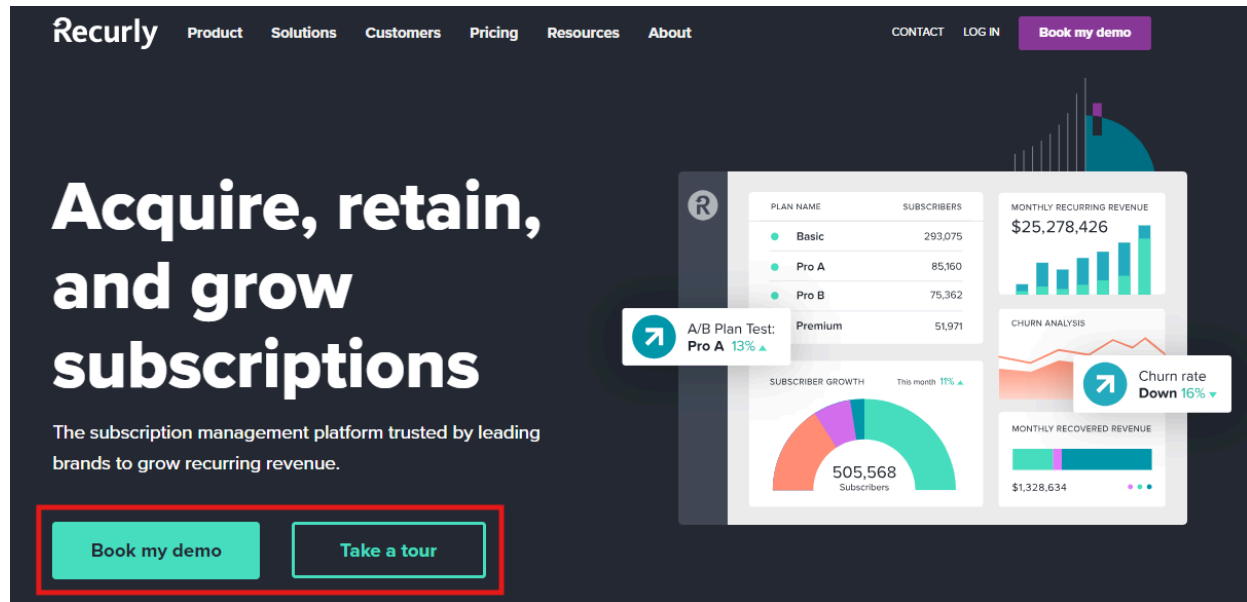 Recurly
Product Solutions Customers Pricing Resources About
CONTACT LOG IN Book my demo
Acquire, retain,
and grow
subscriptions
The subscription management platform trusted by leading
brands to grow recurring revenue.
Book my demo Take a tour
R
PLAN NAME SUBSCRIBERS
Basic 293,075
Pro A 85,160
Pro B 75,362
Premium 51,971
A/B Plan Test:
Pro A 13%
SUBSCRIBER GROWTH This month 11%
505,568
Subscribers
MONTHLY RECURRING REVENUE
$25,278,426
CHURN ANALYSIS
Churn rate
Down 16%
MONTHLY RECOVERED REVENUE
$1,328,634